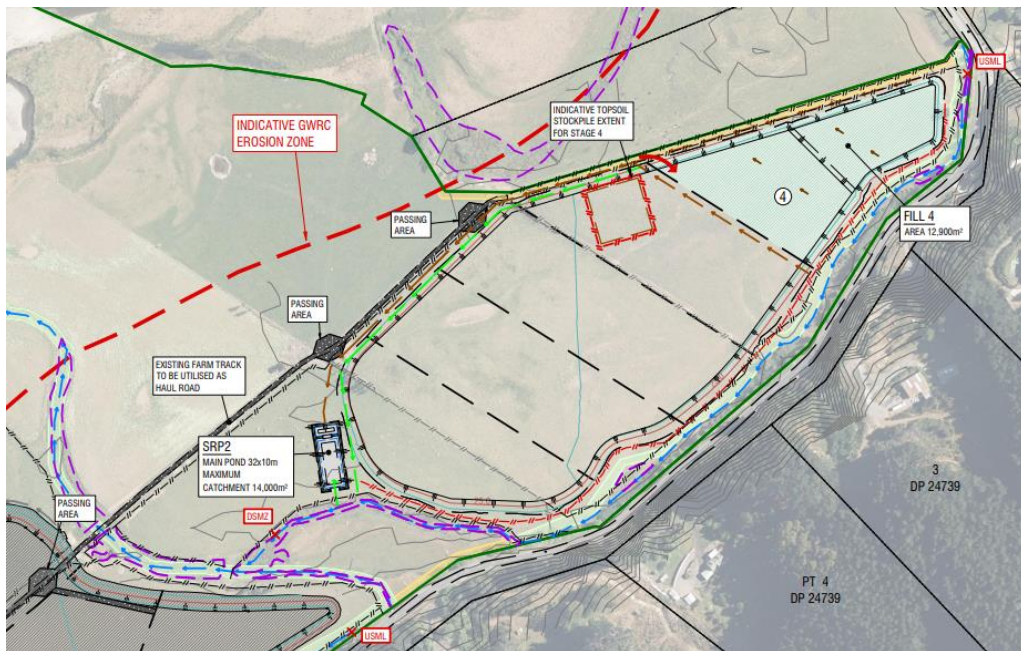 USML
INDICATIVE GWRC
EROSION ZONE
INDICATIVE TOPSOIL
STOCKPILE EXTENT
FOR STAGE 4
4
PASSING
AREA
FILL 4
AREA 12,900m²
PASSING
AREA
EXISTING FARM TRACK
TO BE UTILISED AS
HAUL ROAD
SRP2
MAIN POND 32x10m
MAXIMUM
CATCHMENT 14,000m²
3
DP 24739
PASSING
AREA
DSMZ
PT 4
DP 24739
USML